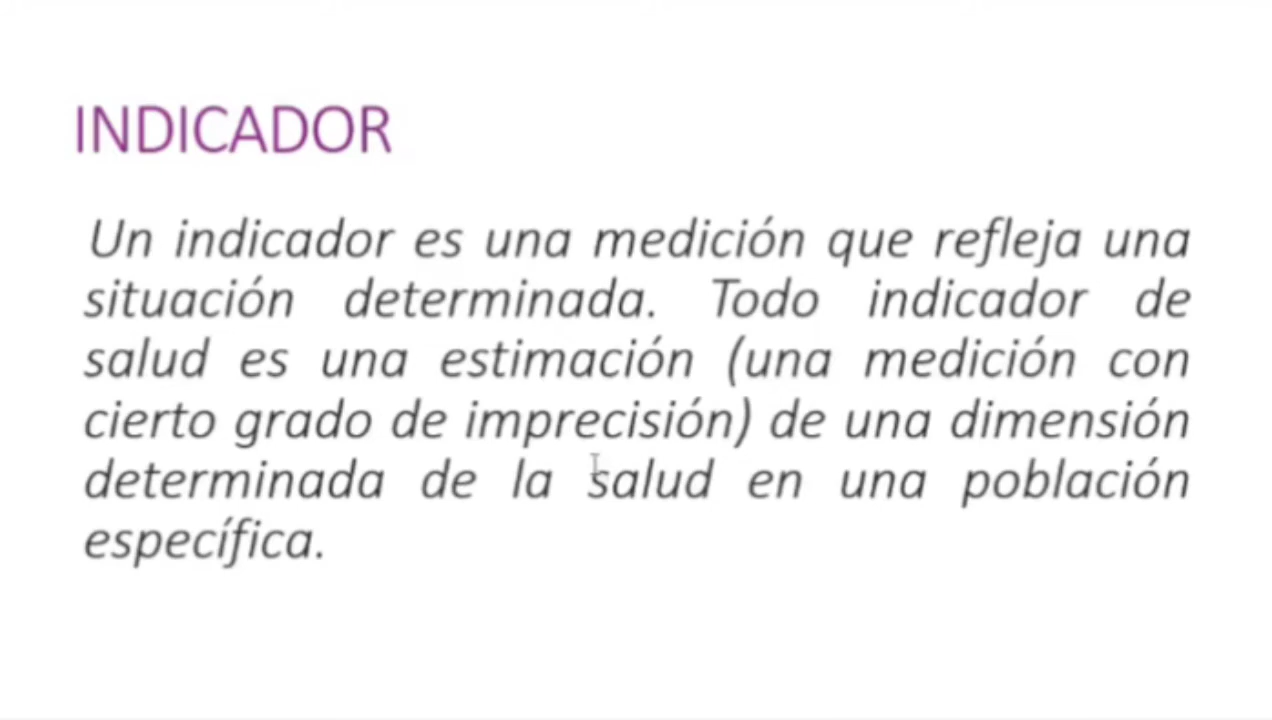 INDICADOR
Un indicador es una medición que refleja una
situación determinada. Todo indicador de
salud es una estimación (una medición con
cierto grado de imprecisión) de una dimensión
determinada de la salud en una población
específica.